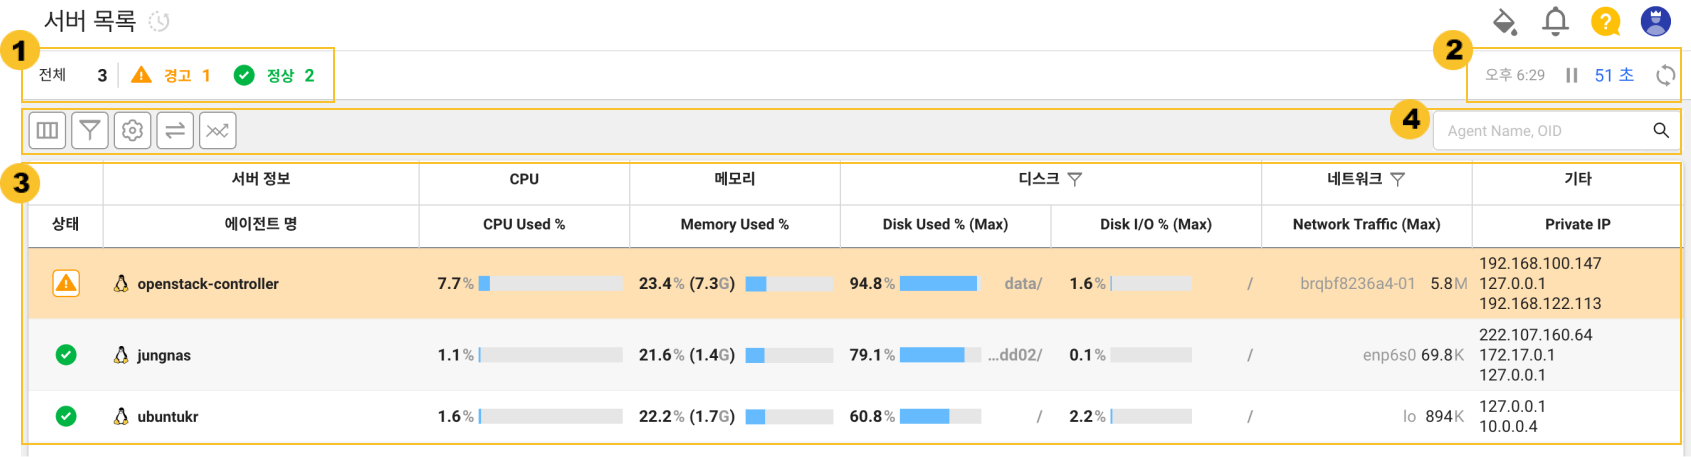 서버 목록
?
1
전체 3 경고 1 정상 2
2
오후 6:29 51 초
4
Agent Name, OID
3
서버 정보 CPU 메모리 디스크 네트워크 기타
상태 에이전트 명 CPU Used % Memory Used % Disk Used % (Max) Disk I/O % (Max) Network Traffic (Max) Private IP
openstack-controller 7.7% 23.4% (7.3G) 94.8% data/ 1.6% / brqbf8236a4-01 5.8M 192.168.100.147
127.0.0.1
192.168.122.113
jungnas 1.1% 21.6% (1.4G) 79.1% ...dd02/ 0.1% / enp6s0 69.8K 222.107.160.64
172.17.0.1
127.0.0.1
ubuntukr 1.6% 22.2% (1.7G) 60.8% / 2.2% / lo 894K 127.0.0.1
10.0.0.4